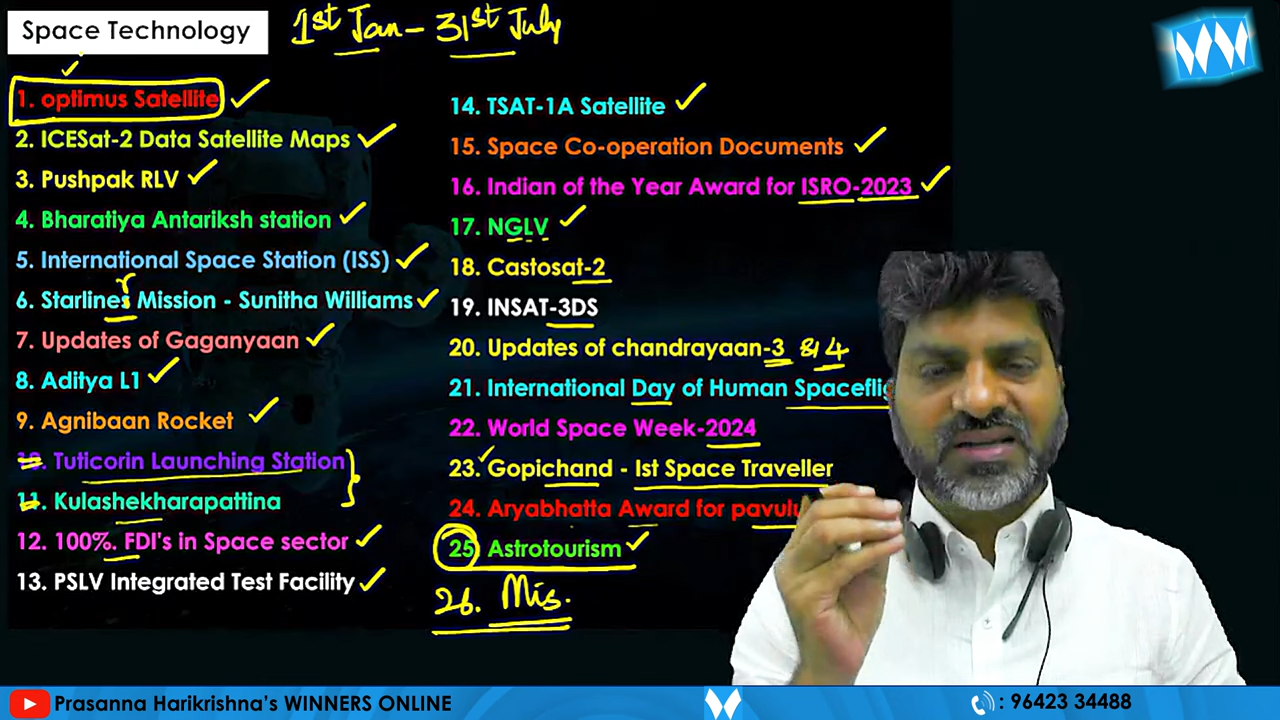 Space Technology
1st Jan - 31st July
1. optimus Satellite
2. ICESat-2 Data Satellite Maps
3. Pushpak RLV
4. Bharatiya Antariksh station
5. International Space Station (ISS)
r
6. Starlines Mission - Sunitha Williams
7. Updates of Gaganyaan
8. Aditya L1
9. Agnibaan Rocket
10. Tuticorin Launching Station
11. Kulashekharapattina
12. 100%. FDI's in Space sector
13. PSLV Integrated Test Facility
14. TSAT-1A Satellite
15. Space Co-operation Documents
16. Indian of the Year Award for ISRO-2023
17. NGLV
18. Castosat-2
19. INSAT-3DS
20. Updates of chandrayaan-3 & 4
21. International Day of Human Spacefli
22. World Space Week-2024
23. Gopichand - Ist Space Traveller
24. Aryabhatta Award for pavulu
25. Astrotourism
26. Mis.
W
Prasanna Harikrishna's WINNERS ONLINE
W
: 96423 34488